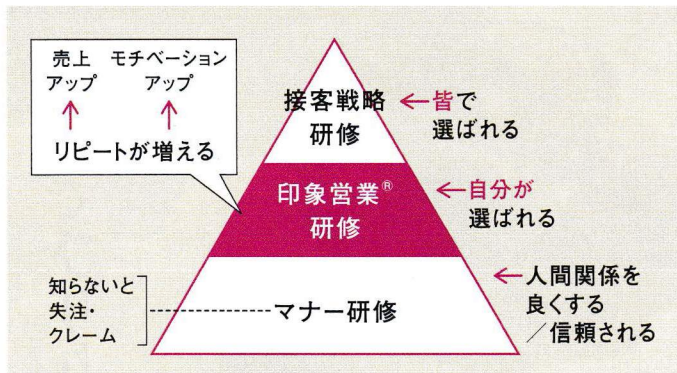 売上 モチベーション
アップ アップ
リピートが増える
接客戦略
研修
皆で
選ばれる
印象営業®
研修
自分が
選ばれる
マナー研修
人間関係を
良くする
／信頼される
知らないと
失注・
クレーム